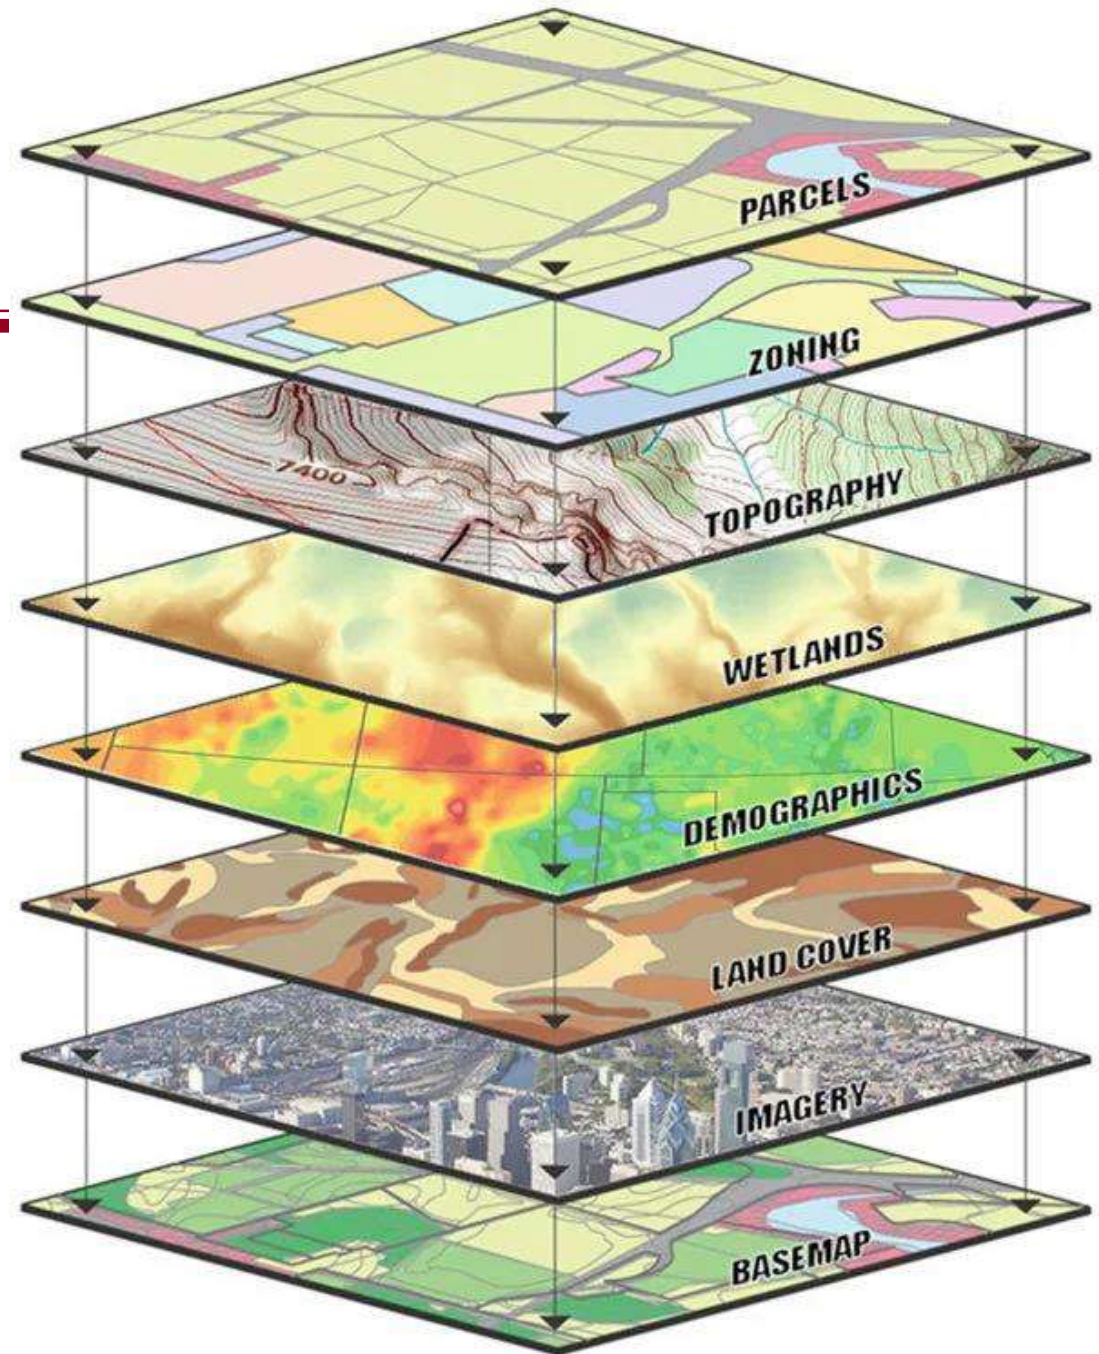 PARCELS
ZONING
7400
TOPOGRAPHY
WETLANDS
DEMOGRAPHICS
LAND COVER
IMAGERY
BASEMAP